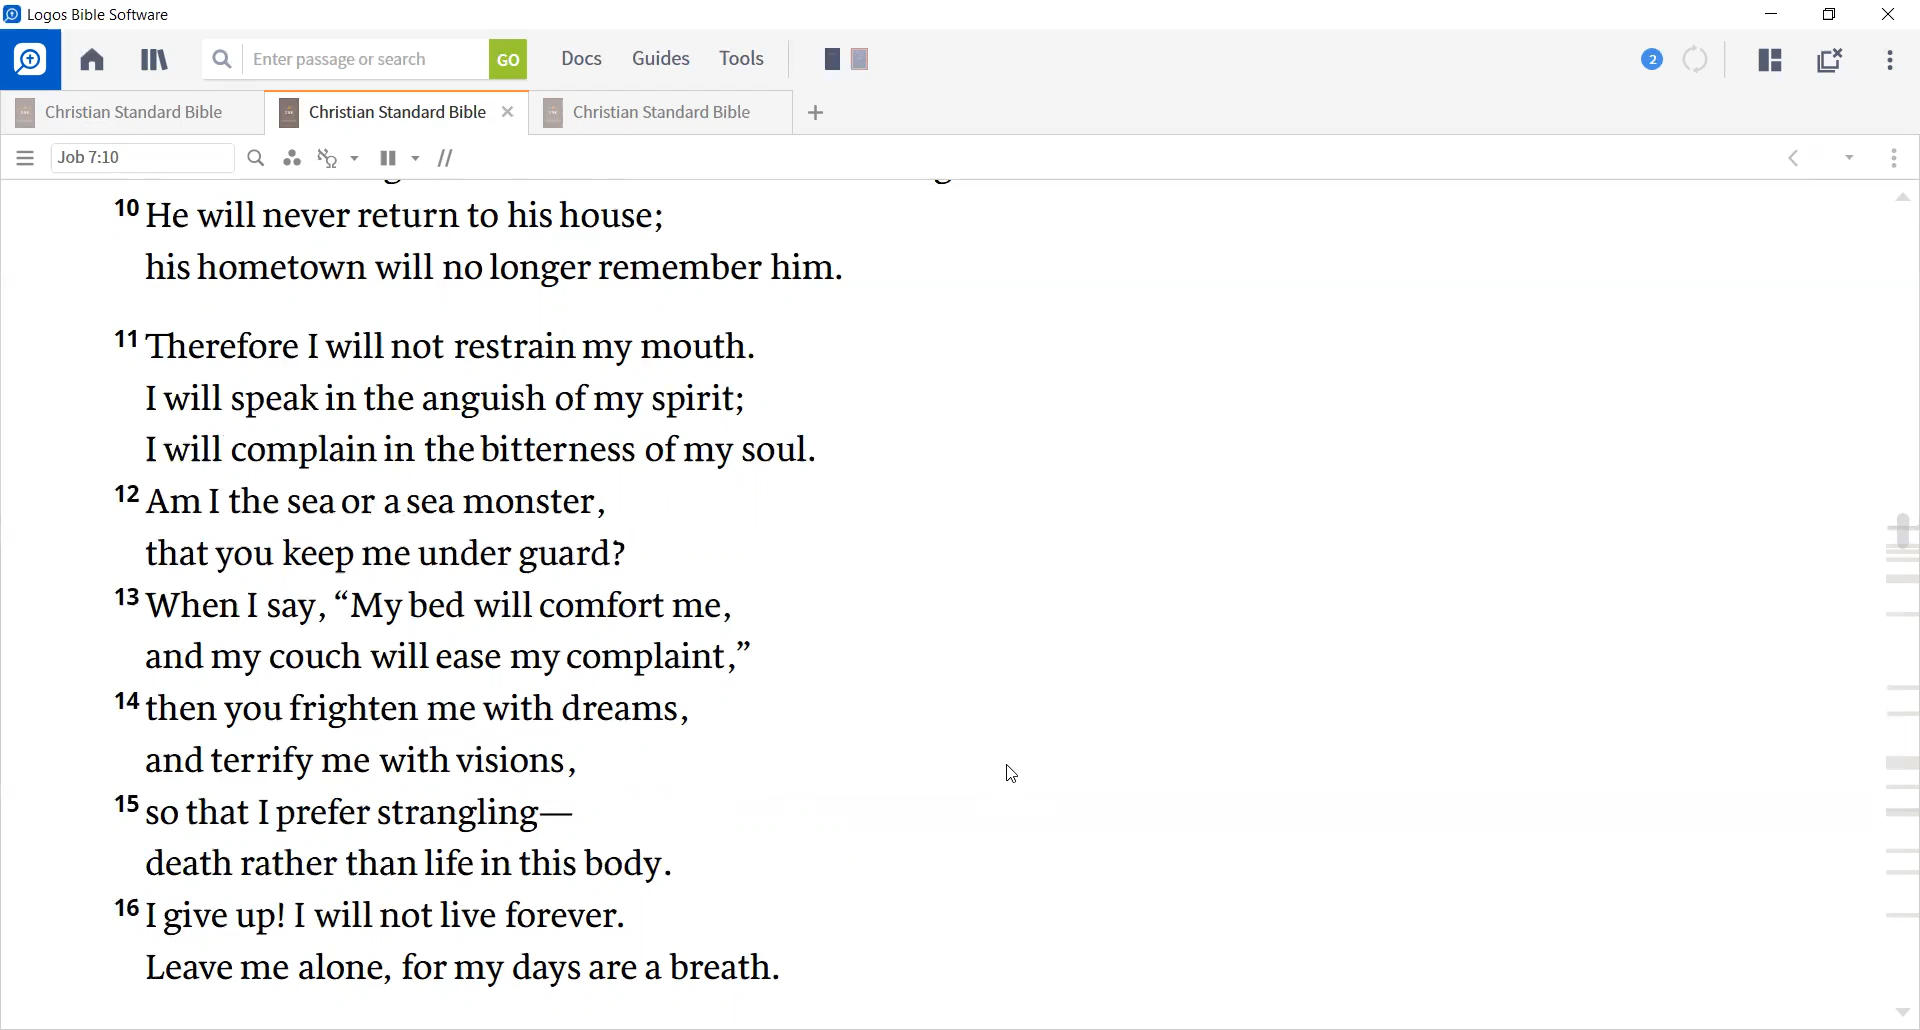 Logos Bible Software
Enter passage or search
GO
Docs
Guides
Tools
2
Christian Standard Bible
Christian Standard Bible
Christian Standard Bible
Job 7:10
10 He will never return to his house;
his hometown will no longer remember him.
11 Therefore I will not restrain my mouth.
I will speak in the anguish of my spirit;
I will complain in the bitterness of my soul.
12 Am I the sea or a sea monster,
that you keep me under guard?
13 When I say, “My bed will comfort me,
and my couch will ease my complaint,”
14 then you frighten me with dreams,
and terrify me with visions,
15 so that I prefer strangling—
death rather than life in this body.
16 I give up! I will not live forever.
Leave me alone, for my days are a breath.